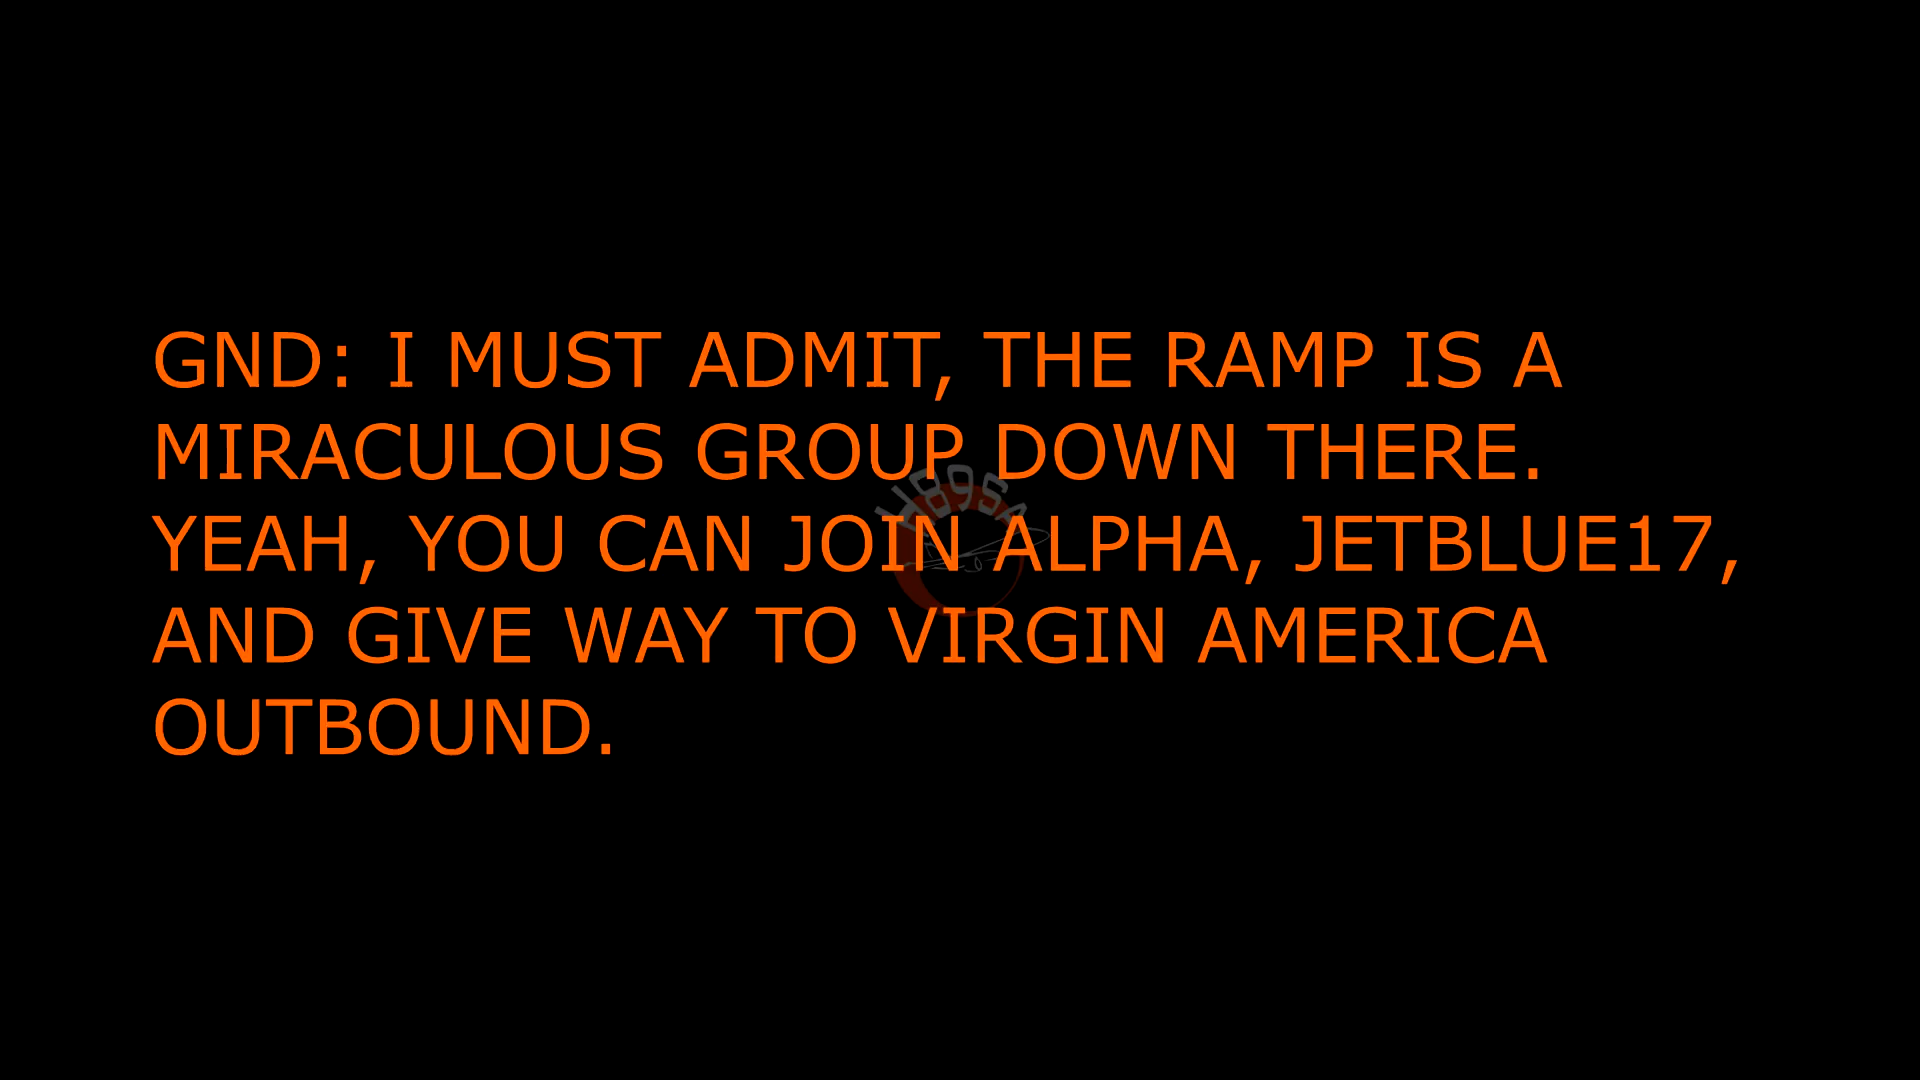 GND: I MUST ADMIT, THE RAMP IS A
MIRACULOUS GROUP DOWN THERE.
YEAH, YOU CAN JOIN ALPHA, JETBLUE17,
AND GIVE WAY TO VIRGIN AMERICA
OUTBOUND.